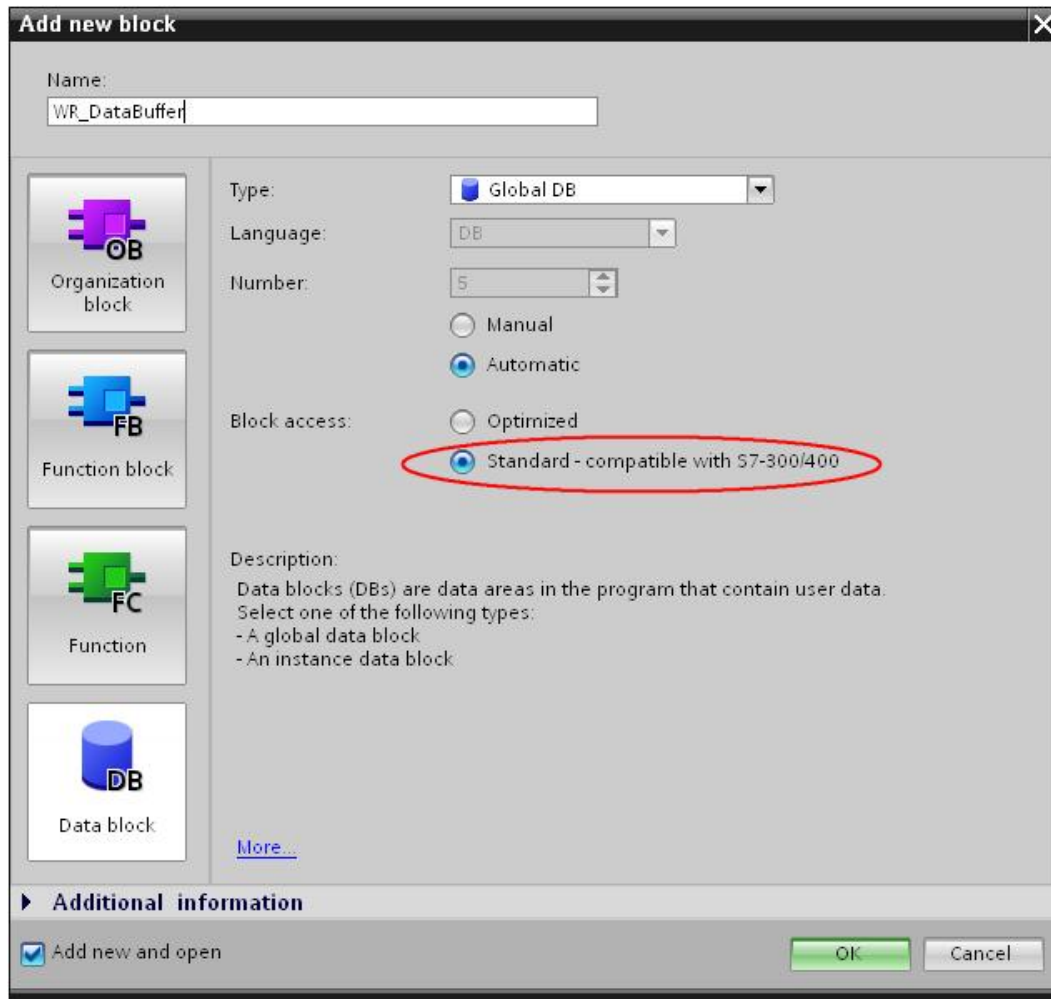 Add new block
Name:
WR_DataBuffer
OB
Organization
block
FB
Function block
FC
Function
DB
Data block
Type:
Global DB
Language:
DB
Number:
5
Manual
Automatic
Block access:
Optimized
Standard - compatible with S7-300/400
Description:
Data blocks (DBs) are data areas in the program that contain user data.
Select one of the following types:
- A global data block
- An instance data block
More...
Additional information
Add new and open
OK
Cancel